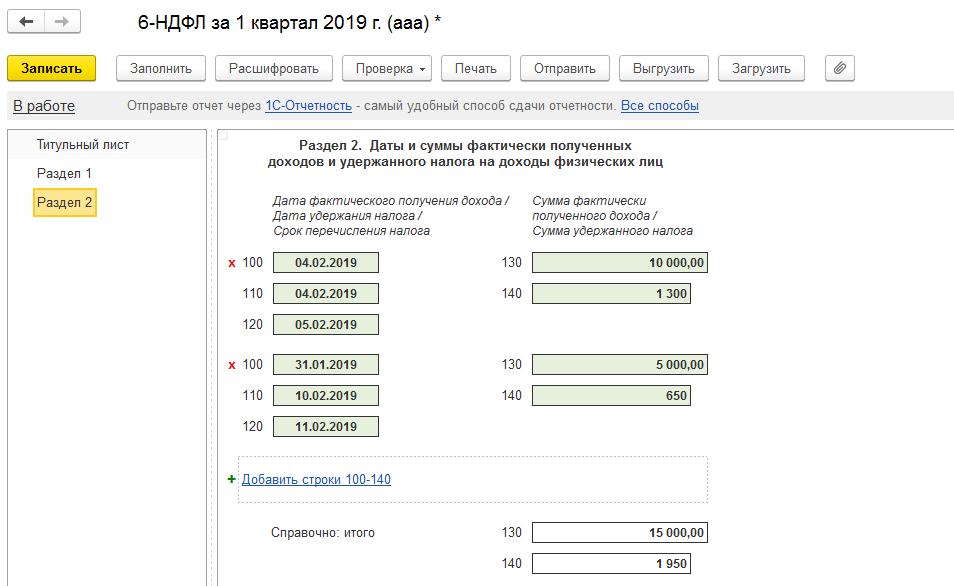 6-НДФЛ за 1 квартал 2019 г. (ааа) *
Записать Заполнить Расшифровать Проверка Печать Отправить Выгрузить Загрузить
В работе Отправьте отчет через 1С-Отчетность - самый удобный способ сдачи отчетности. Все способы
Титульный лист
Раздел 1
Раздел 2
Раздел 2. Даты и суммы фактически полученных
доходов и удержанного налога на доходы физических лиц
Дата фактического получения дохода / Сумма фактически
Дата удержания налога / полученного дохода /
Срок перечисления налога Сумма удержанного налога
x 100 04.02.2019 130 10 000,00
110 04.02.2019 140 1 300
120 05.02.2019
x 100 31.01.2019 130 5 000,00
110 10.02.2019 140 650
120 11.02.2019
+ Добавить строки 100-140
Справочно: итого 130 15 000,00
140 1 950